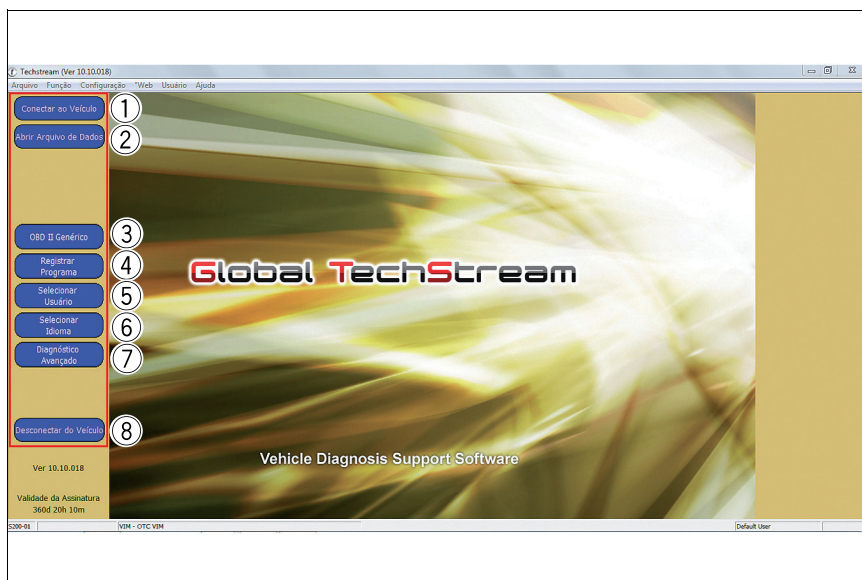 Techstream (Ver 10.10.018)
Arquivo Função Configuração *Web Usuário Ajuda
Conectar ao Veículo 1
Abrir Arquivo de Dados 2
OBD II Genérico 3
Registrar
Programa 4
Selecionar
Usuário 5
Selecionar
Idioma 6
Diagnóstico
Avançado 7
Global TechStream
Desconectar do Veículo 8
Vehicle Diagnosis Support Software
Ver 10.10.018
Validade da Assinatura
360d 20h 10m
S200-01 VIM - OTC VIM Default User